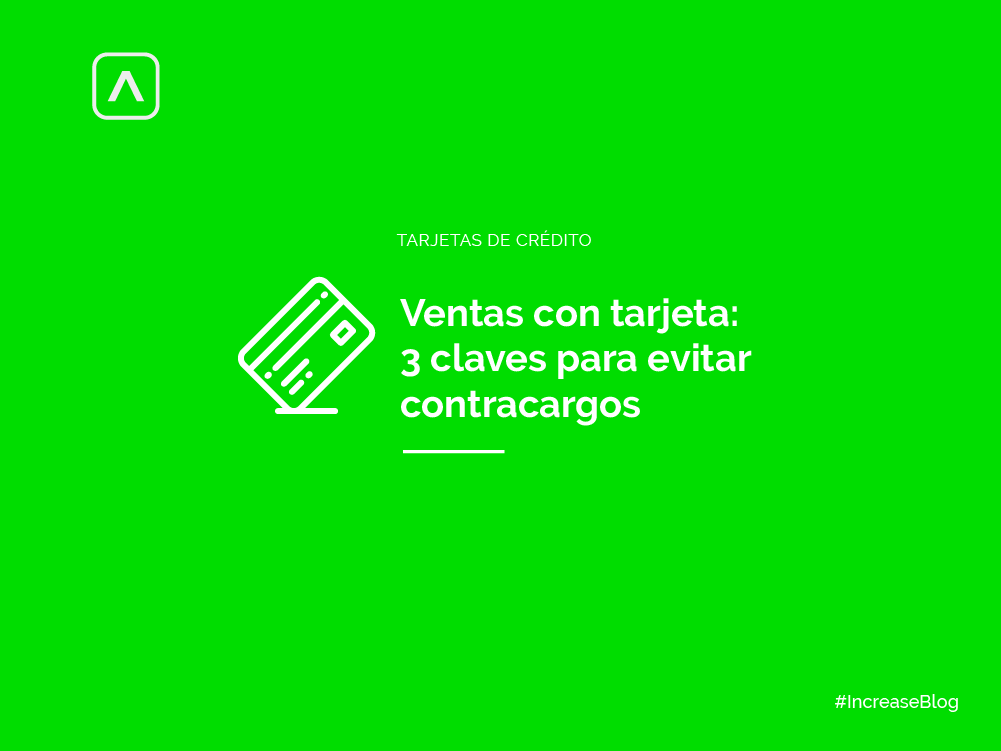 TARJETAS DE CRÉDITO
Ventas con tarjeta:
3 claves para evitar
contracargos
#IncreaseBlog